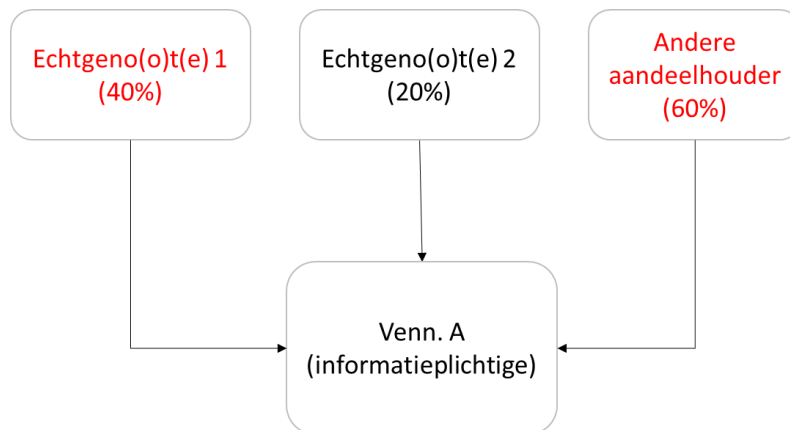 Echtgeno(o)t(e) 1
(40%)
Echtgeno(o)t(e) 2
(20%)
Andere
aandeelhouder
(60%)
Venn. A
(informatieplichtige)